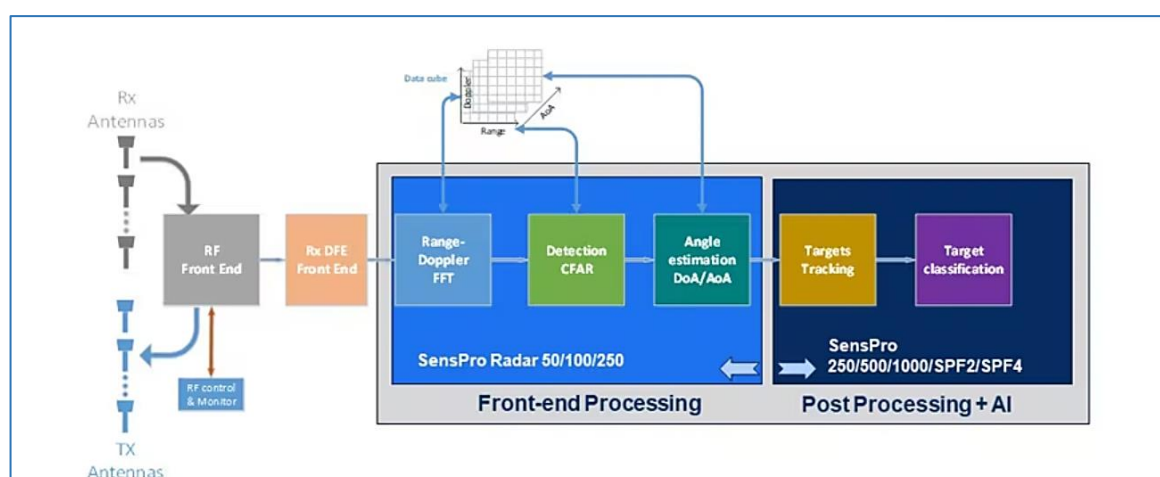 Data cube
Doppler
AoA
Range
Rx
Antennas
RF
Front End
Rx DFE
Front End
Range-
Doppler
FFT
Detection
CFAR
Angle
estimation
DoA/AoA
Targets
Tracking
Target
classification
SensPro Radar 50/100/250
SensPro
250/500/1000/SPF2/SPF4
RF control
& Monitor
Front-end Processing
Post Processing + AI
TX
Antennas